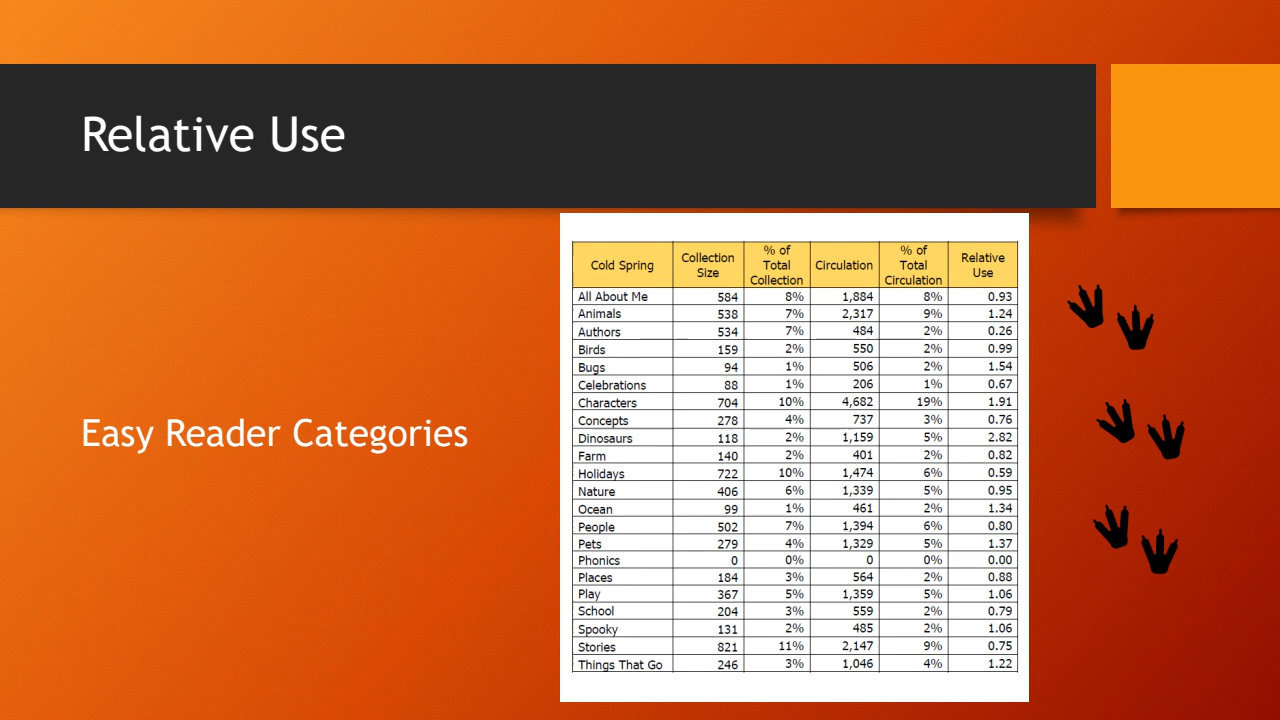 Relative Use
Easy Reader Categories
Cold Spring Collection Size % of Total Collection Circulation % of Total Circulation Relative Use
All About Me 584 8% 1,884 8% 0.93
Animals 538 7% 2,317 9% 1.24
Authors 534 7% 484 2% 0.26
Birds 159 2% 550 2% 0.99
Bugs 94 1% 506 2% 1.54
Celebrations 88 1% 206 1% 0.67
Characters 704 10% 4,682 19% 1.91
Concepts 278 4% 737 3% 0.76
Dinosaurs 118 2% 1,159 5% 2.82
Farm 140 2% 401 2% 0.82
Holidays 722 10% 1,474 6% 0.59
Nature 406 6% 1,339 5% 0.95
Ocean 99 1% 461 2% 1.34
People 502 7% 1,394 6% 0.80
Pets 279 4% 1,329 5% 1.37
Phonics 0 0% 0 0% 0.00
Places 184 3% 564 2% 0.88
Play 367 5% 1,359 5% 1.06
School 204 3% 559 2% 0.79
Spooky 131 2% 485 2% 1.06
Stories 821 11% 2,147 9% 0.75
Things That Go 246 3% 1,046 4% 1.22